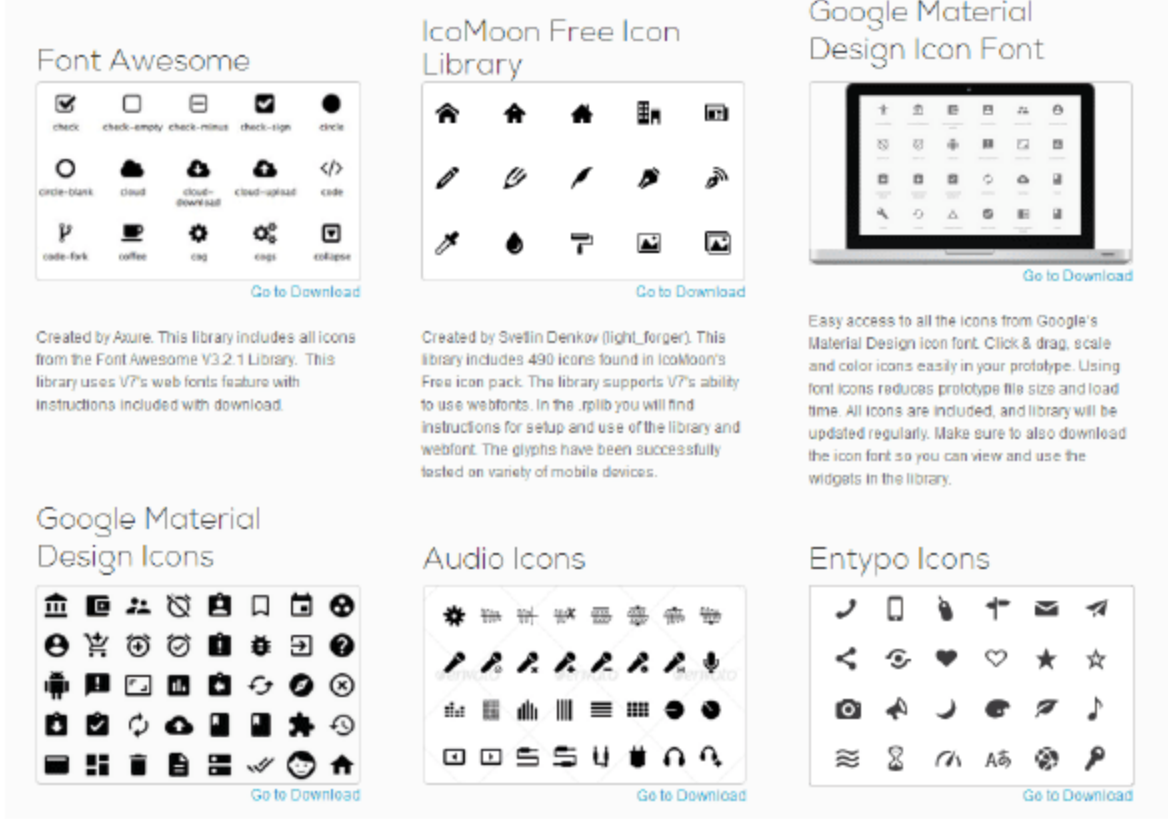 Font Awesome
check check-empty check-minus check-sign circle
circle-blank cloud cloud-download cloud-upload code
code-fork coffee cog cogs collapse
Go to Download
Created by Axure. This library includes all icons
from the Font Awesome V3.2.1 Library. This
library uses V7's web fonts feature with
instructions included with download.
IcoMoon Free Icon
Library
Go to Download
Created by Svetlin Denkov (light_forger). This
library includes 490 icons found in IcoMoon's
Free icon pack. The library supports V7's ability
to use webfonts. In the .rplib you will find
instructions for setup and use of the library and
webfont. The glyphs have been successfully
tested on variety of mobile devices.
Google Material
Design Icon Font
Go to Download
Easy access to all the icons from Google's
Material Design icon font. Click & drag, scale
and color icons easily in your prototype. Using
font icons reduces prototype file size and load
time. All icons are included, and library will be
updated regularly. Make sure to also download
the icon font so you can view and use the
widgets in the library.
Google Material
Design Icons
Go to Download
Audio Icons
envato envato envato
Go to Download
Entypo Icons
Aあ
Go to Download